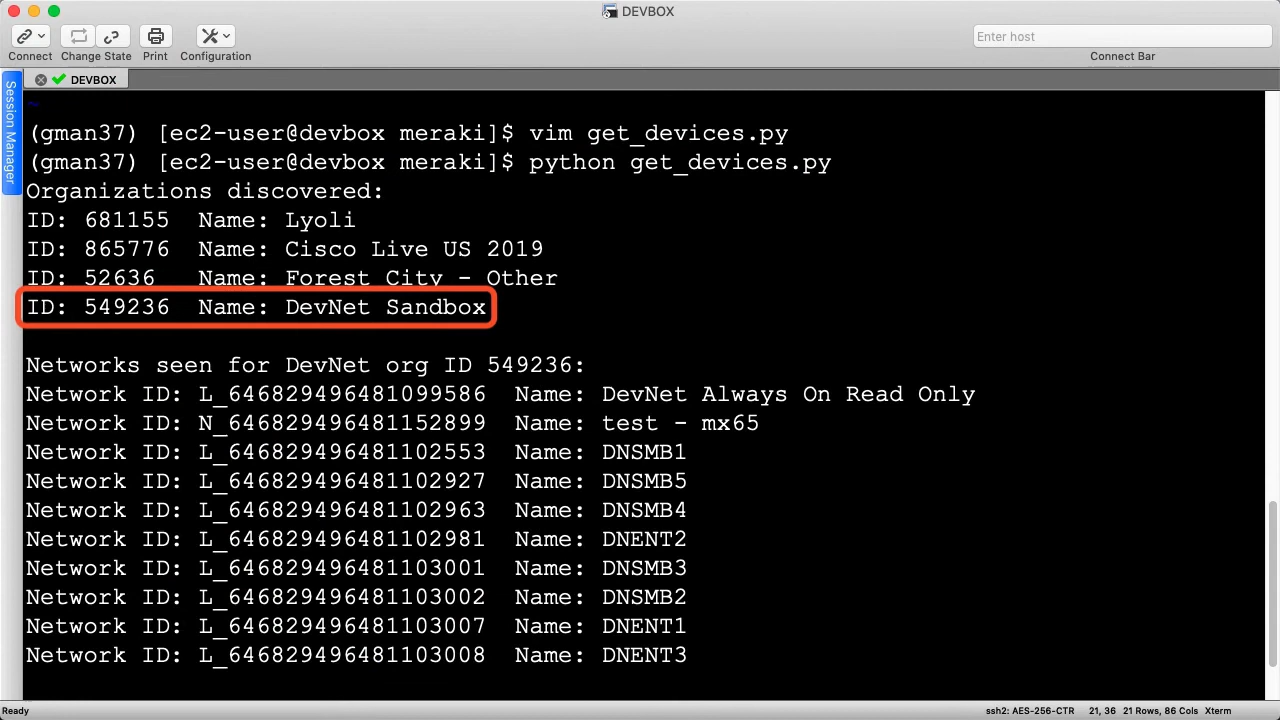 DEVBOX
Enter host
Connect Change State Print Configuration Connect Bar
DEVBOX
Session Manager
~
(gman37) [ec2-user@devbox meraki]$ vim get_devices.py
(gman37) [ec2-user@devbox meraki]$ python get_devices.py
Organizations discovered:
ID: 681155  Name: Lyoli
ID: 865776  Name: Cisco Live US 2019
ID: 52636   Name: Forest City - Other
ID: 549236  Name: DevNet Sandbox
Networks seen for DevNet org ID 549236:
Network ID: L_646829496481099586  Name: DevNet Always On Read Only
Network ID: N_646829496481152899  Name: test - mx65
Network ID: L_646829496481102553  Name: DNSMB1
Network ID: L_646829496481102927  Name: DNSMB5
Network ID: L_646829496481102963  Name: DNSMB4
Network ID: L_646829496481102981  Name: DNENT2
Network ID: L_646829496481103001  Name: DNSMB3
Network ID: L_646829496481103002  Name: DNSMB2
Network ID: L_646829496481103007  Name: DNENT1
Network ID: L_646829496481103008  Name: DNENT3
Ready ssh2: AES-256-CTR 21, 36 21 Rows, 86 Cols Xterm